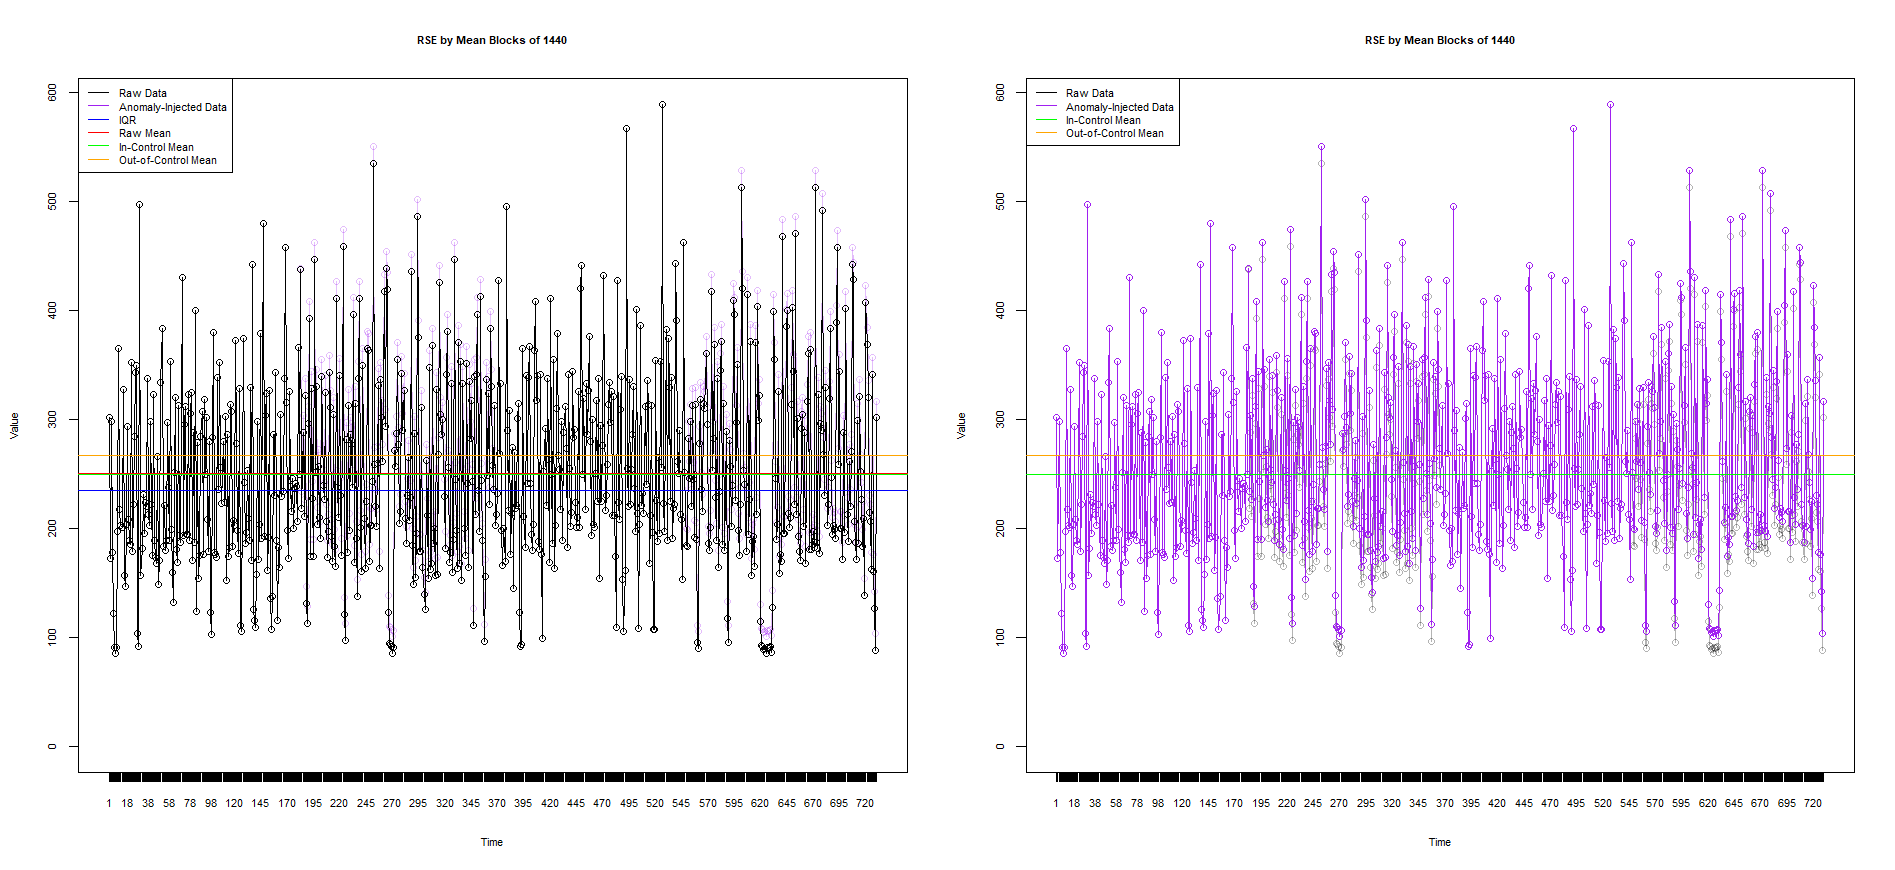 RSE by Mean Blocks of 1440
Raw Data
Anomaly-Injected Data
IQR
Raw Mean
In-Control Mean
Out-of-Control Mean
Value
600
500
400
300
200
100
0
1 18 38 58 78 98 120 145 170 195 220 245 270 295 320 345 370 395 420 445 470 495 520 545 570 595 620 645 670 695 720
Time
RSE by Mean Blocks of 1440
Raw Data
Anomaly-Injected Data
In-Control Mean
Out-of-Control Mean
Value
600
500
400
300
200
100
0
1 18 38 58 78 98 120 145 170 195 220 245 270 295 320 345 370 395 420 445 470 495 520 545 570 595 620 645 670 695 720
Time